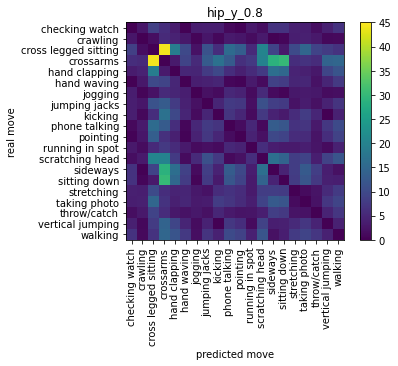 hip_y_0.8
real move
checking watch
crawling
cross legged sitting
crossarms
hand clapping
hand waving
jogging
jumping jacks
kicking
phone talking
pointing
running in spot
scratching head
sideways
sitting down
stretching
taking photo
throw/catch
vertical jumping
walking
checking watch
crawling
cross legged sitting
crossarms
hand clapping
hand waving
jogging
jumping jacks
kicking
phone talking
pointing
running in spot
scratching head
sideways
sitting down
stretching
taking photo
throw/catch
vertical jumping
walking
predicted move
45
40
35
30
25
20
15
10
5
0